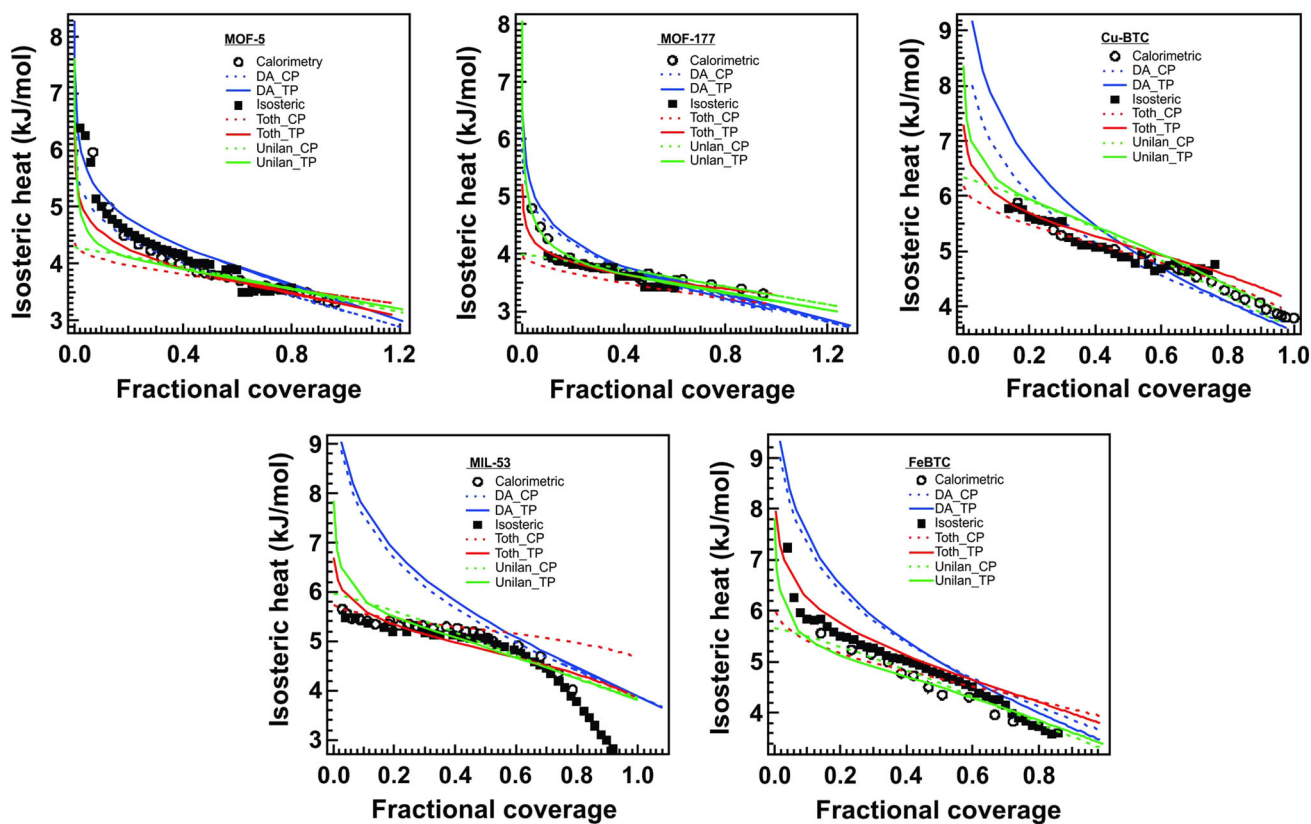 MOF-5
Calorimetry
DA_CP
DA_TP
Isosteric
Toth_CP
Toth_TP
Unilan_CP
Unilan_TP
Isosteric heat (kJ/mol)
8
7
6
5
4
3
0.0
0.4
0.8
1.2
Fractional coverage
MOF-177
Calorimetric
DA_CP
DA_TP
Isosteric
Toth_CP
Toth_TP
Unlan_CP
Unlan_TP
Isosteric heat (kJ/mol)
8
7
6
5
4
3
0.0
0.4
0.8
1.2
Fractional coverage
Cu-BTC
Calorimetric
DA_CP
DA_TP
Isosteric
Toth_CP
Toth_TP
Unilan_CP
Unilan_TP
Isosteric heat (kJ/mol)
9
8
7
6
5
4
0.0
0.2
0.4
0.6
0.8
1.0
Fractional coverage
MIL-53
Calorimetric
DA_CP
DA_TP
Isosteric
Toth_CP
Toth_TP
Unilan_CP
Unilan_TP
Isosteric heat (kJ/mol)
9
8
7
6
5
4
3
0.0
0.2
0.4
0.6
0.8
1.0
Fractional coverage
FeBTC
Calorimetric
DA_CP
DA_TP
Isosteric
Toth_CP
Toth_TP
Unilan_CP
Unilan_TP
Isosteric heat (kJ/mol)
9
8
7
6
5
4
0.0
0.2
0.4
0.6
0.8
Fractional coverage